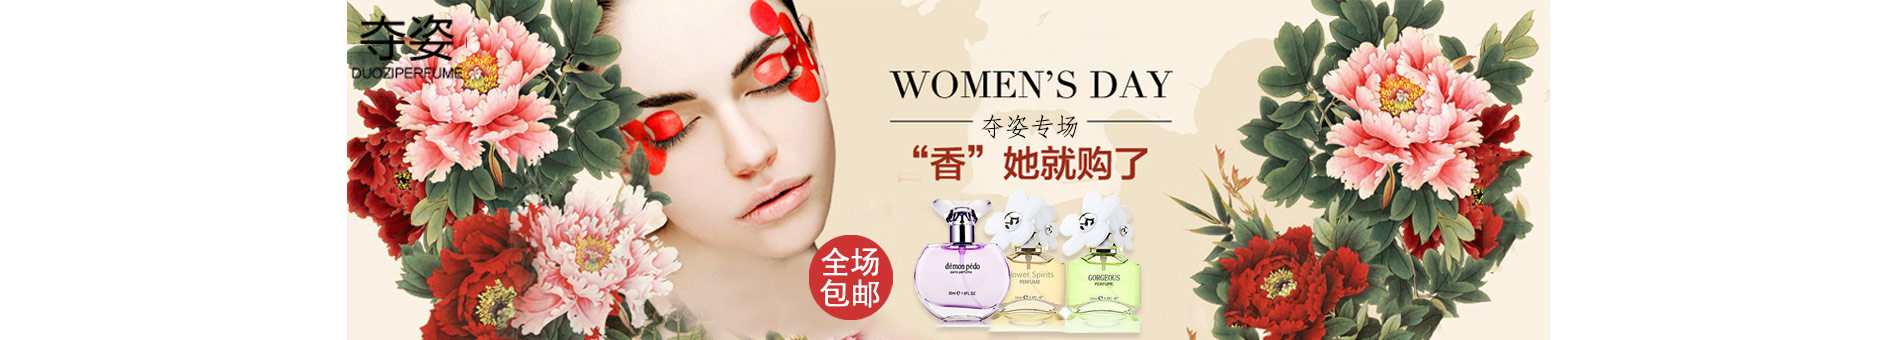 夺姿
DUOZIPERFUME
WOMEN'S DAY
夺姿专场
“香”她就购了
全场
包邮
démon pédo
GORGEOUS
PERFUME
lower Spirits
PERFUME